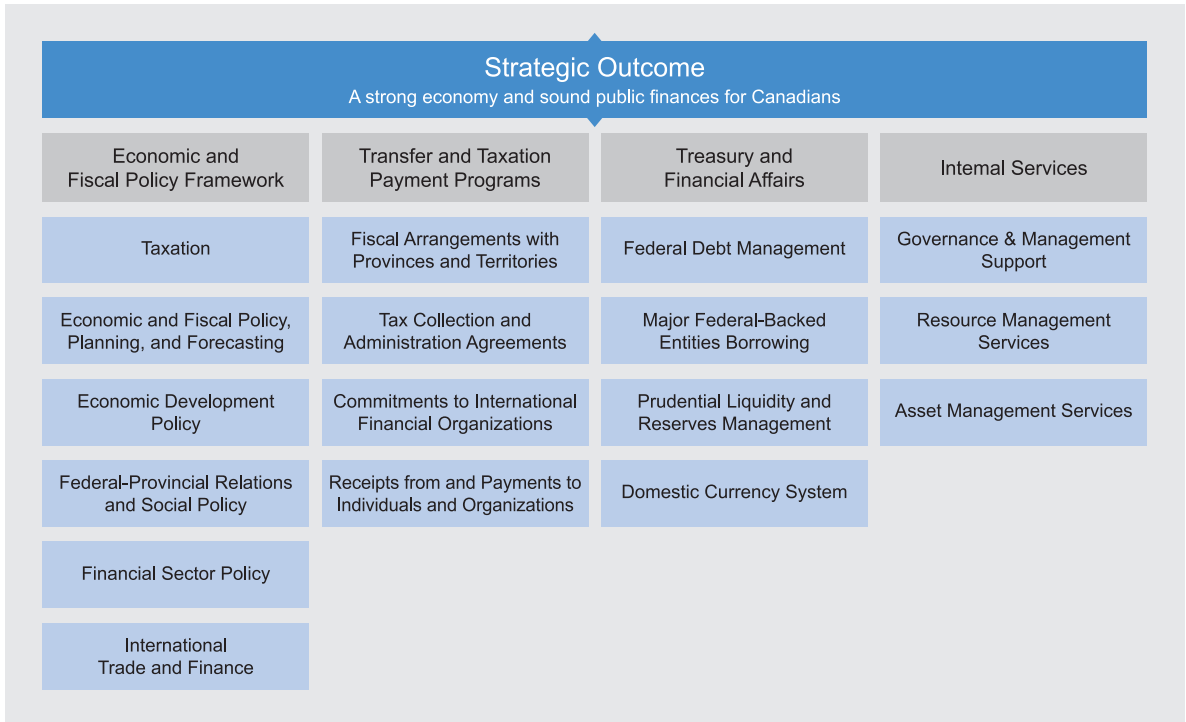 Strategic Outcome
A strong economy and sound public finances for Canadians
Economic and
Fiscal Policy Framework
Taxation
Economic and Fiscal Policy,
Planning, and Forecasting
Economic Development
Policy
Federal-Provincial Relations
and Social Policy
Financial Sector Policy
International
Trade and Finance
Transfer and Taxation
Payment Programs
Fiscal Arrangements with
Provinces and Territories
Tax Collection and
Administration Agreements
Commitments to International
Financial Organizations
Receipts from and Payments to
Individuals and Organizations
Treasury and
Financial Affairs
Federal Debt Management
Major Federal-Backed
Entities Borrowing
Prudential Liquidity and
Reserves Management
Domestic Currency System
Internal Services
Governance & Management
Support
Resource Management
Services
Asset Management Services